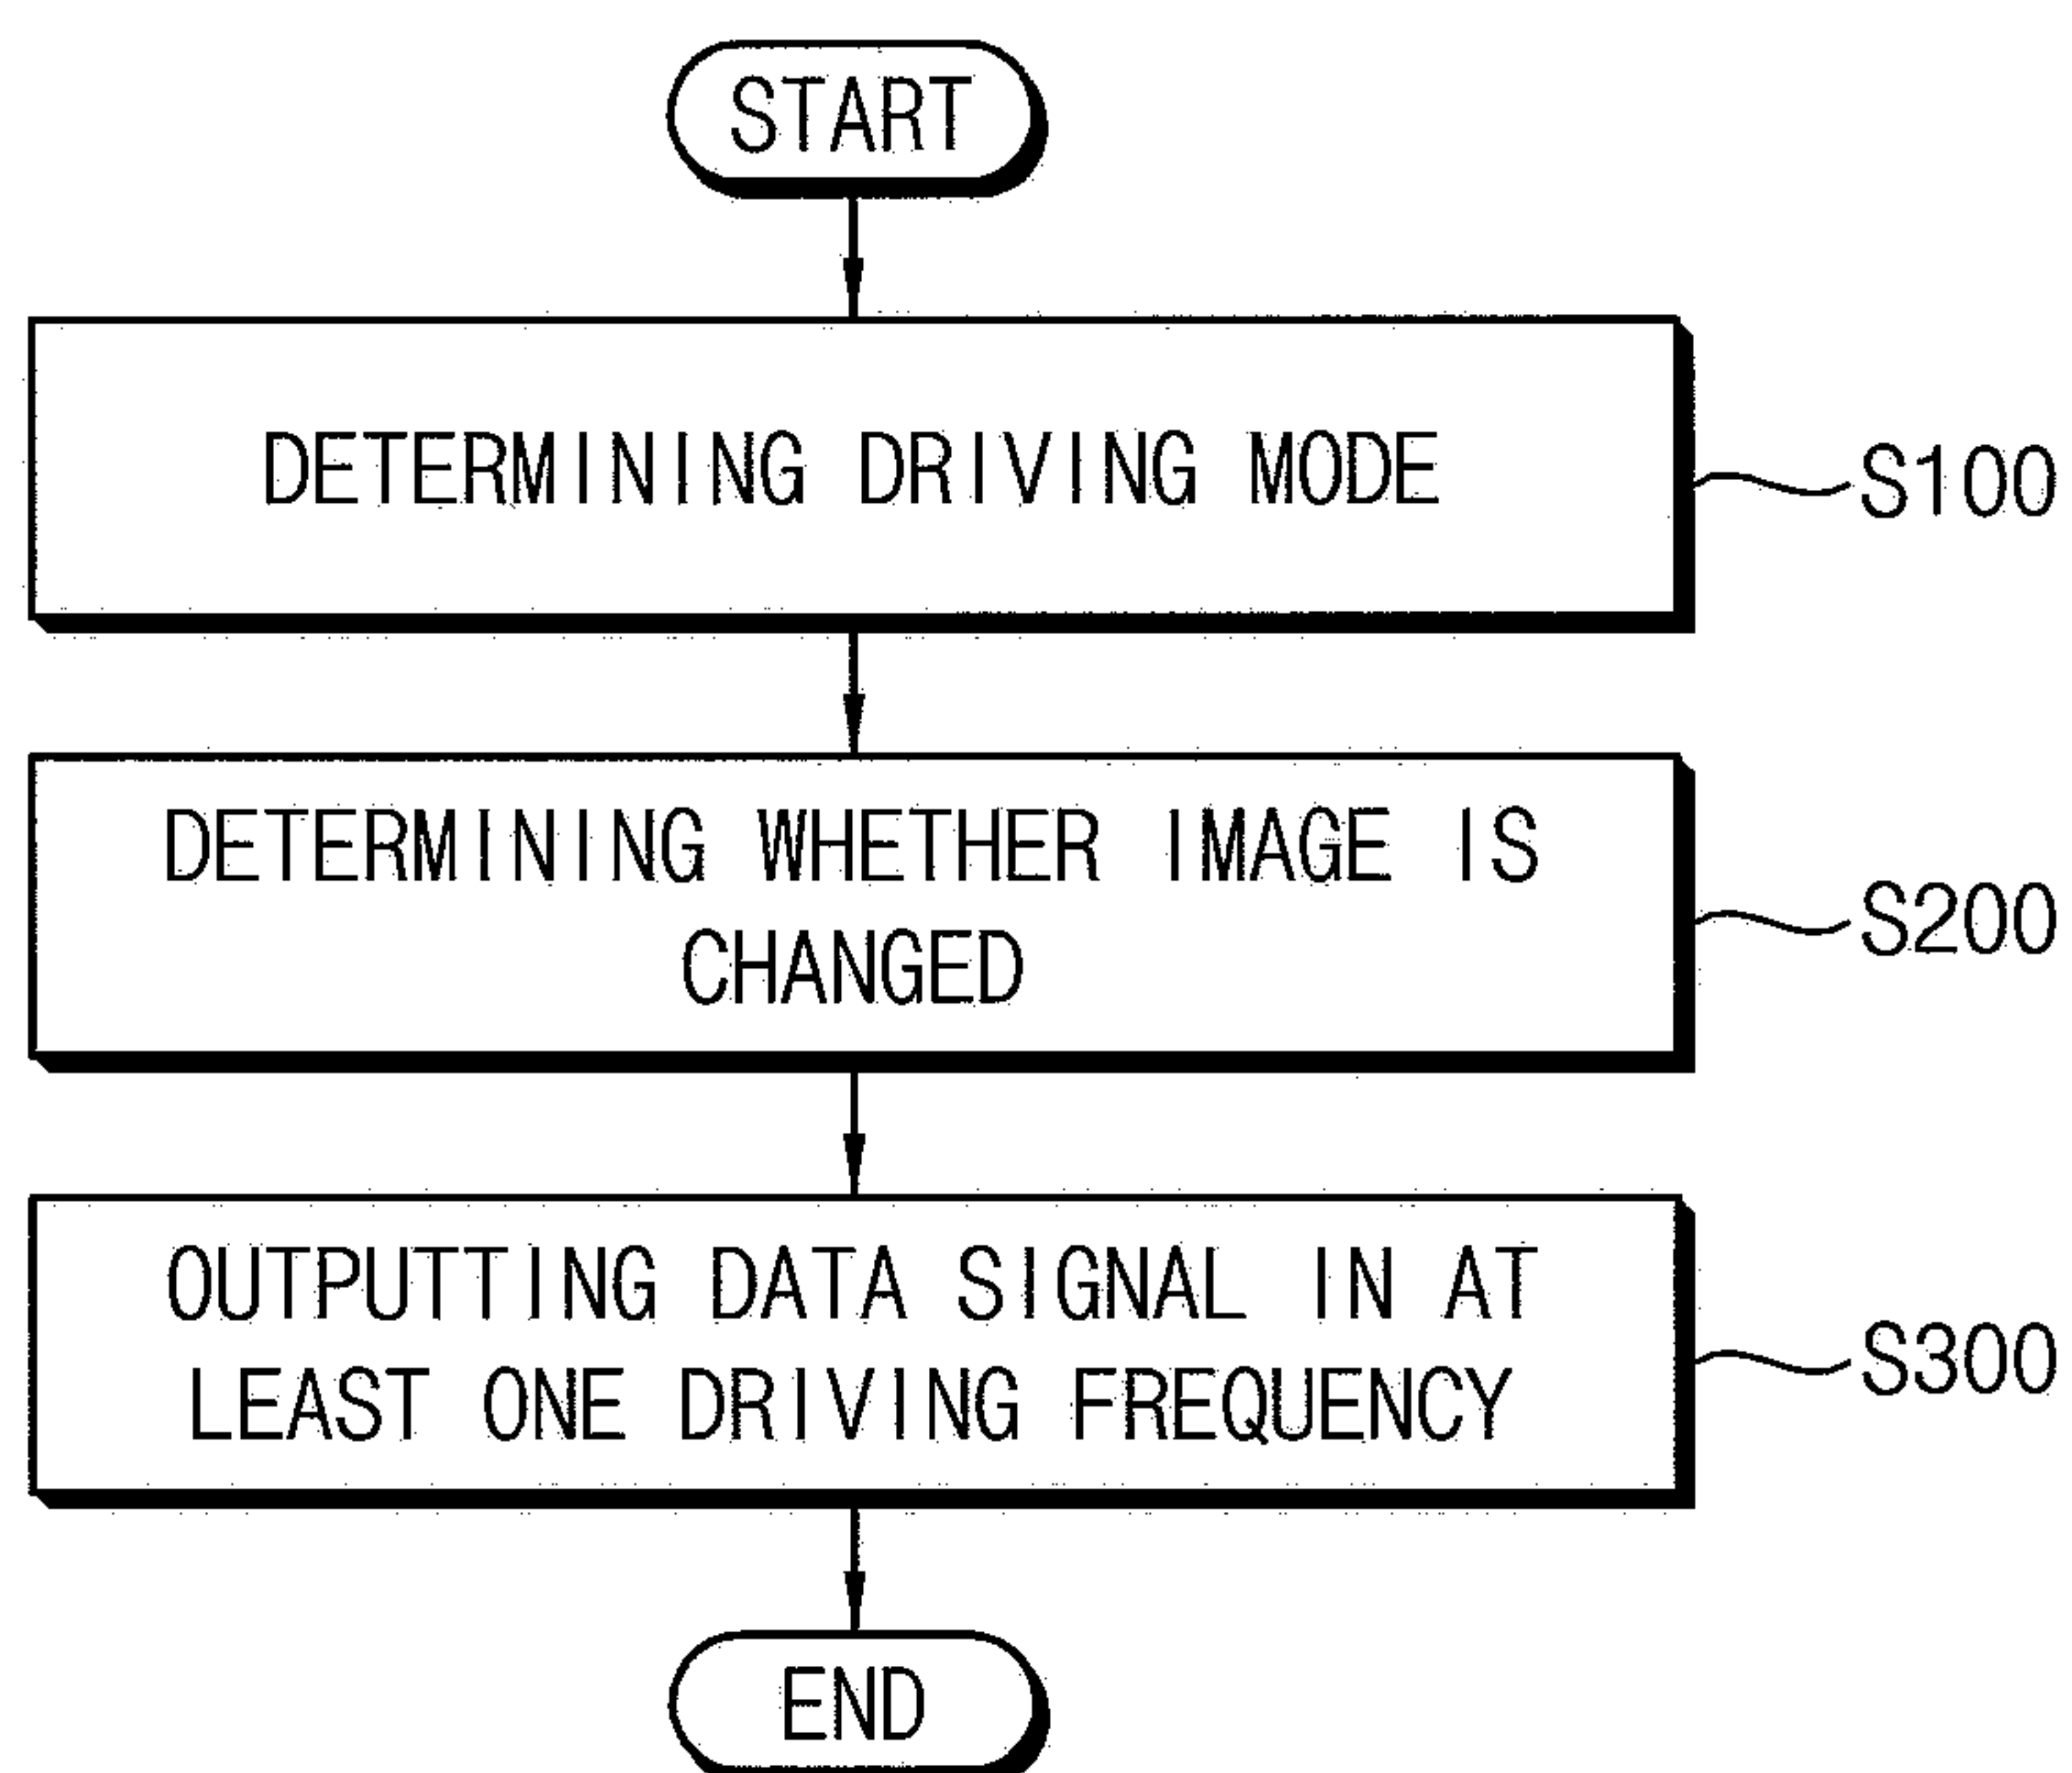 START
DETERMINING DRIVING MODE
S100
DETERMINING WHETHER IMAGE IS
CHANGED
S200
OUTPUTTING DATA SIGNAL IN AT
LEAST ONE DRIVING FREQUENCY
S300
END